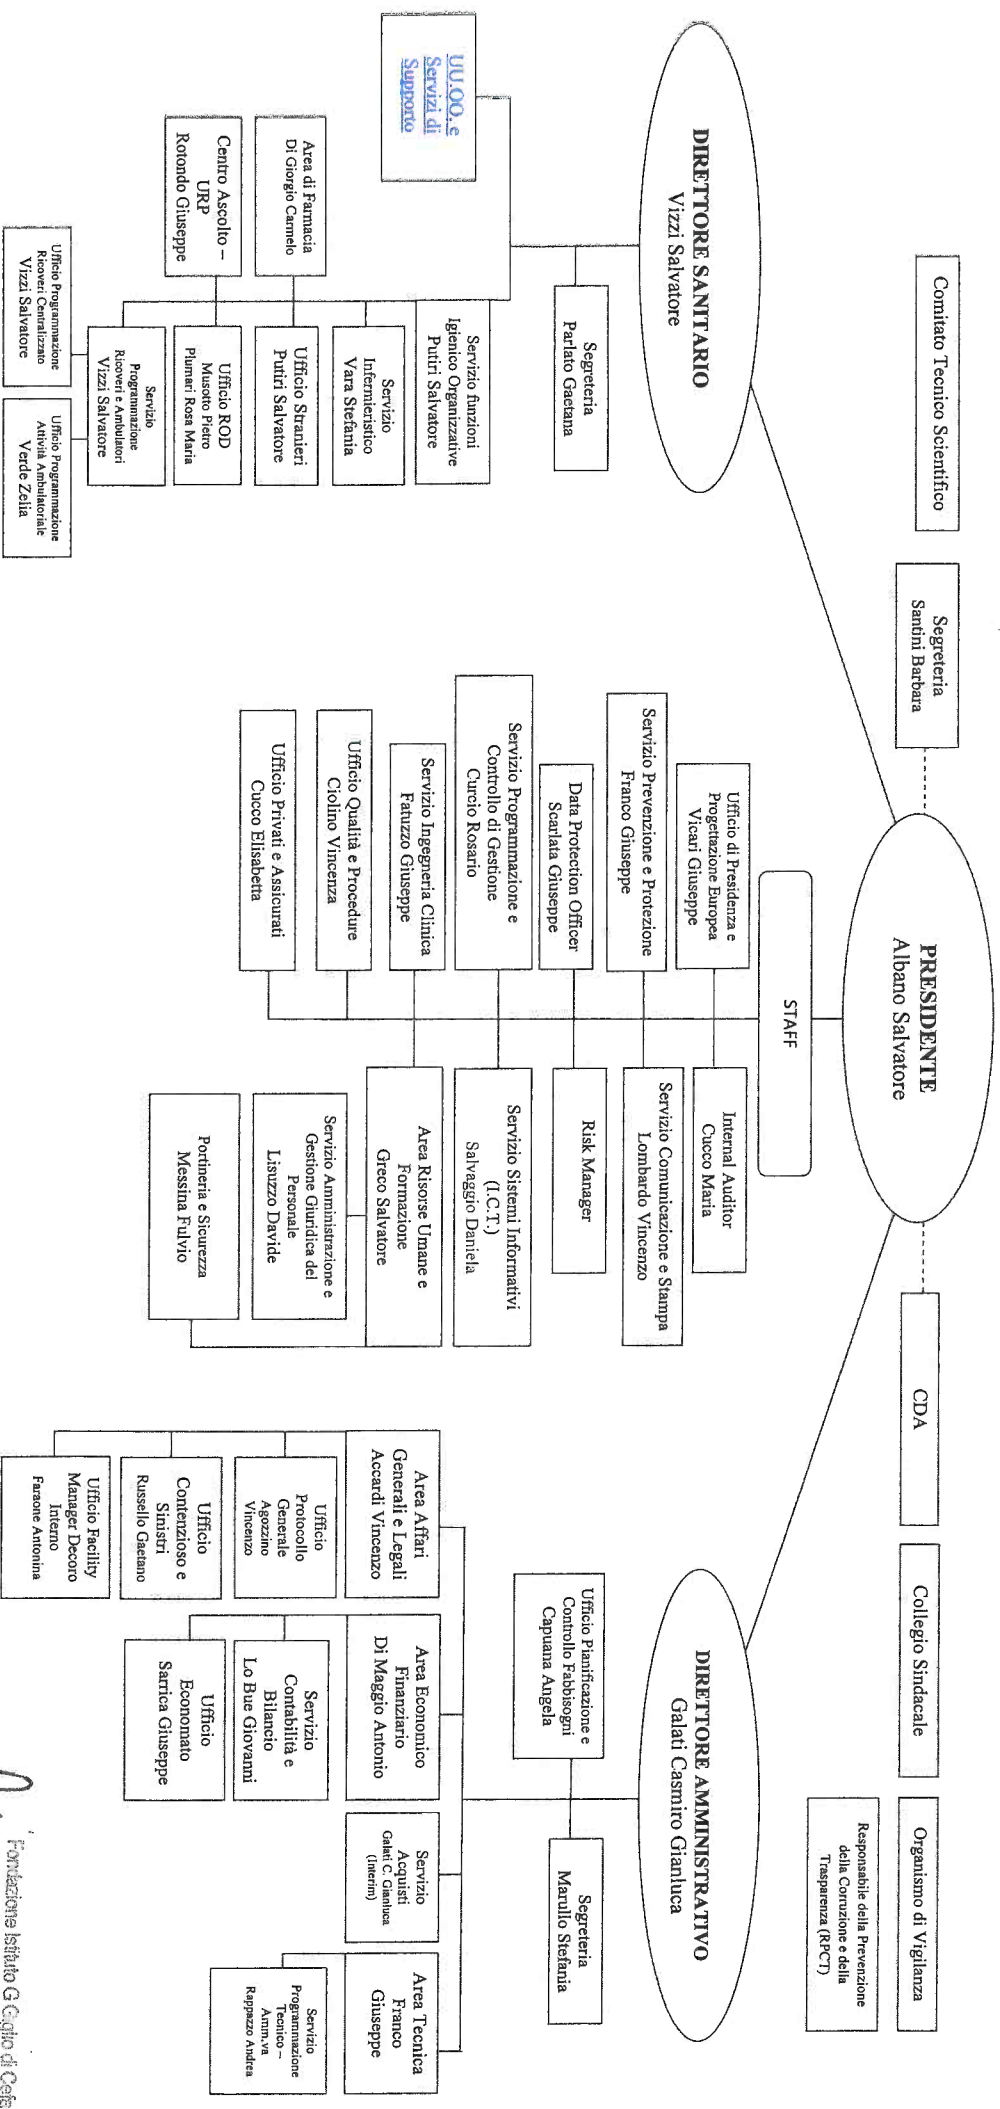 Comitato Tecnico Scientifico
Segreteria
Santini Barbara
PRESIDENTE
Albano Salvatore
CDA
Collegio Sindacale
Organismo di Vigilanza
Responsabile della Prevenzione
della Corruzione e della
Trasparenza (RPCT)
DIRETTORE SANITARIO
Vizzi Salvatore
Segreteria
Parlato Gaetana
UU.OO. e
Servizi di
Supporto
Servizio funzioni
Igienico Organizzative
Putiri Salvatore
Servizio
Infermieristico
Vara Stefania
Area di Farmacia
Di Giorgio Carmelo
Ufficio Stranieri
Putiri Salvatore
Centro Ascolto –
URP
Rotondo Giuseppe
Ufficio ROD
Musotto Pietro
Piumari Rosa Maria
Servizio
Programmazione
Ricoveri e Ambulatori
Vizzi Salvatore
Ufficio Programmazione
Ricoveri Centralizzato
Vizzi Salvatore
Ufficio Programmazione
Attività Ambulatoriale
Verde Zelia
STAFF
Ufficio di Presidenza e
Progettazione Europea
Vicari Giuseppe
Internal Auditor
Cucco Maria
Servizio Prevenzione e Protezione
Franco Giuseppe
Servizio Comunicazione e Stampa
Lombardo Vincenzo
Data Protection Officer
Scarlata Giuseppe
Risk Manager
Servizio Programmazione e
Controllo di Gestione
Curcio Rosario
Servizio Sistemi Informativi
(I.C.T.)
Salvaggio Daniela
Servizio Ingegneria Clinica
Fatuzzo Giuseppe
Area Risorse Umane e
Formazione
Greco Salvatore
Ufficio Qualità e Procedure
Ciolino Vincenza
Servizio Amministrazione e
Gestione Giuridica del
Personale
Lisuzzo Davide
Ufficio Privati e Assicurati
Cucco Elisabetta
Portineria e Sicurezza
Messina Fulvio
DIRETTORE AMMINISTRATIVO
Galati Casmiro Gianluca
Ufficio Pianificazione e
Controllo Fabbisogni
Capuana Angela
Segreteria
Marullo Stefania
Area Affari
Generali e Legali
Accardi Vincenzo
Ufficio
Protocollo
Generale
Agozzino
Vincenzo
Ufficio
Contenzioso e
Sinistri
Russello Gaetano
Ufficio Facility
Manager Decoro
Interno
Faraone Antonina
Area Economico
Finanziario
Di Maggio Antonio
Servizio
Contabilità e
Bilancio
Lo Bue Giovanni
Ufficio
Economato
Sarrica Giuseppe
Servizio
Acquisti
Galati C. Gianluca
(Interim)
Area Tecnica
Franco
Giuseppe
Servizio
Programmazione
Tecnico –
Amm.va
Rappazzo Andrea
Fondazione Istituto G Giglio di Cefa